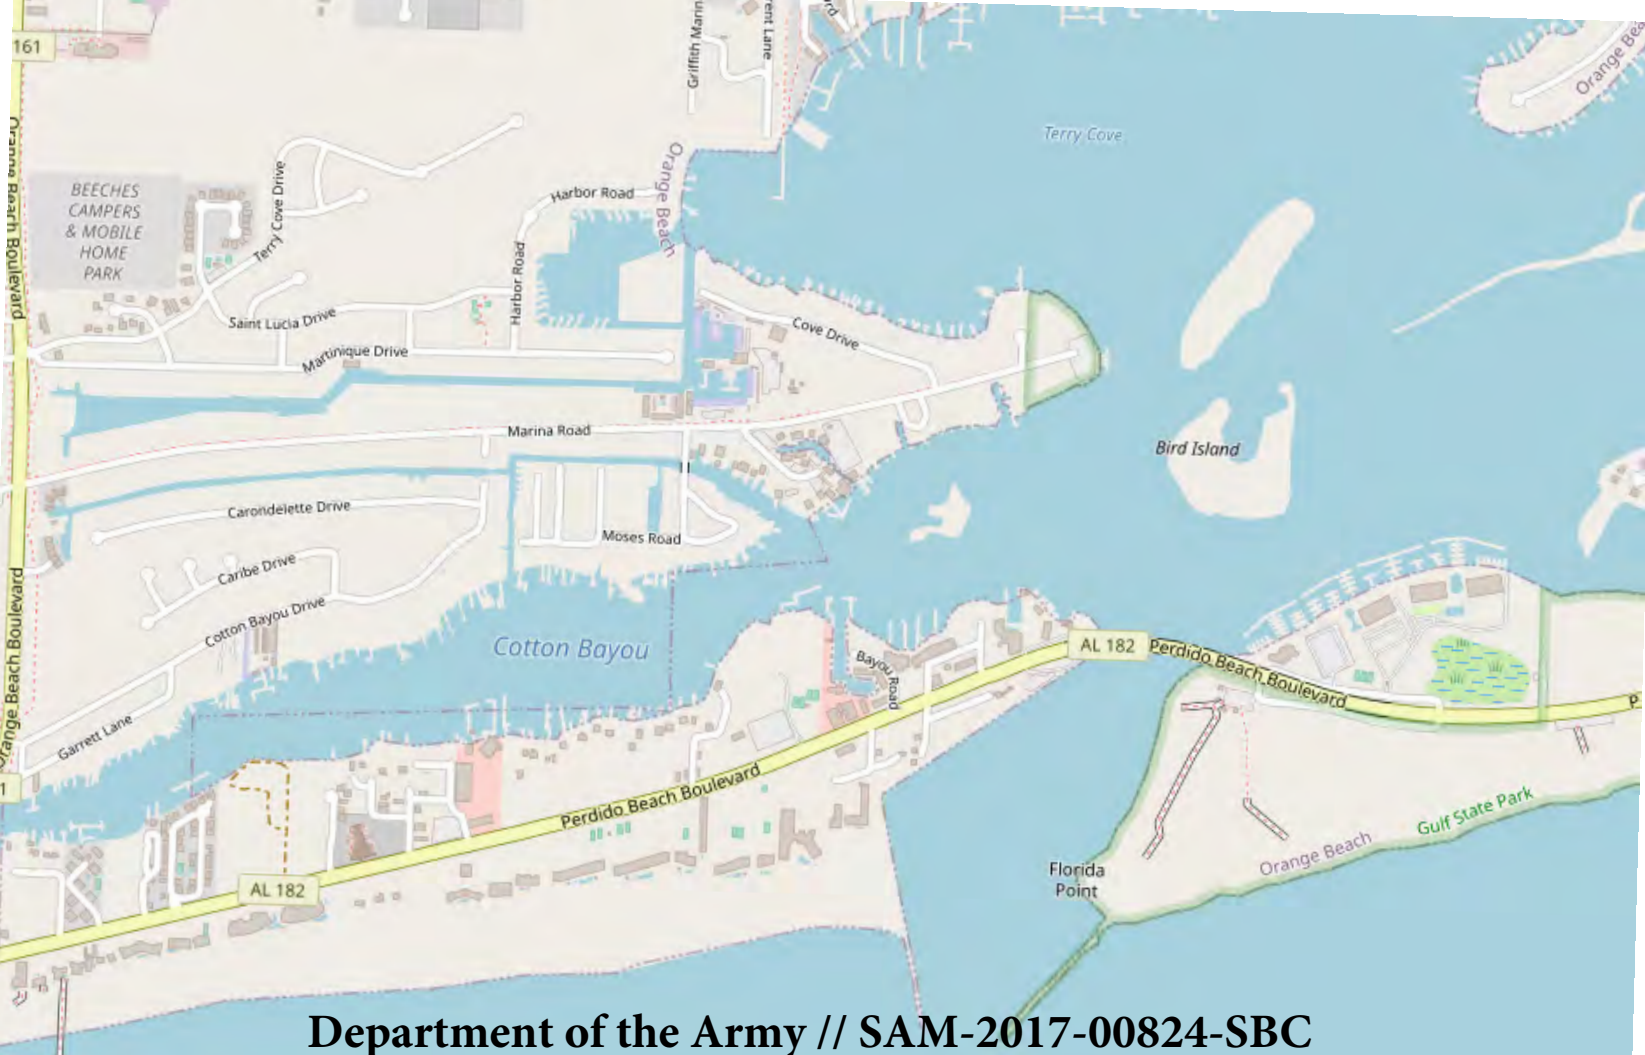 161
Griffith Marin
rent Lane
Orange Beach Boulevard
BEECHES
CAMPERS
& MOBILE
HOME
PARK
Terry Cove Drive
Harbor Road
Orange Beach
Terry Cove
Harbor Road
Saint Lucia Drive
Martinique Drive
Cove Drive
Marina Road
Bird Island
Carondelette Drive
Moses Road
Caribe Drive
Cotton Bayou Drive
Orange Beach Boulevard
Cotton Bayou
AL 182
Perdido Beach Boulevard
Bayou Road
Garrett Lane
1
Perdido Beach Boulevard
P
Gulf State Park
Orange Beach
Florida
Point
AL 182
Department of the Army // SAM-2017-00824-SBC